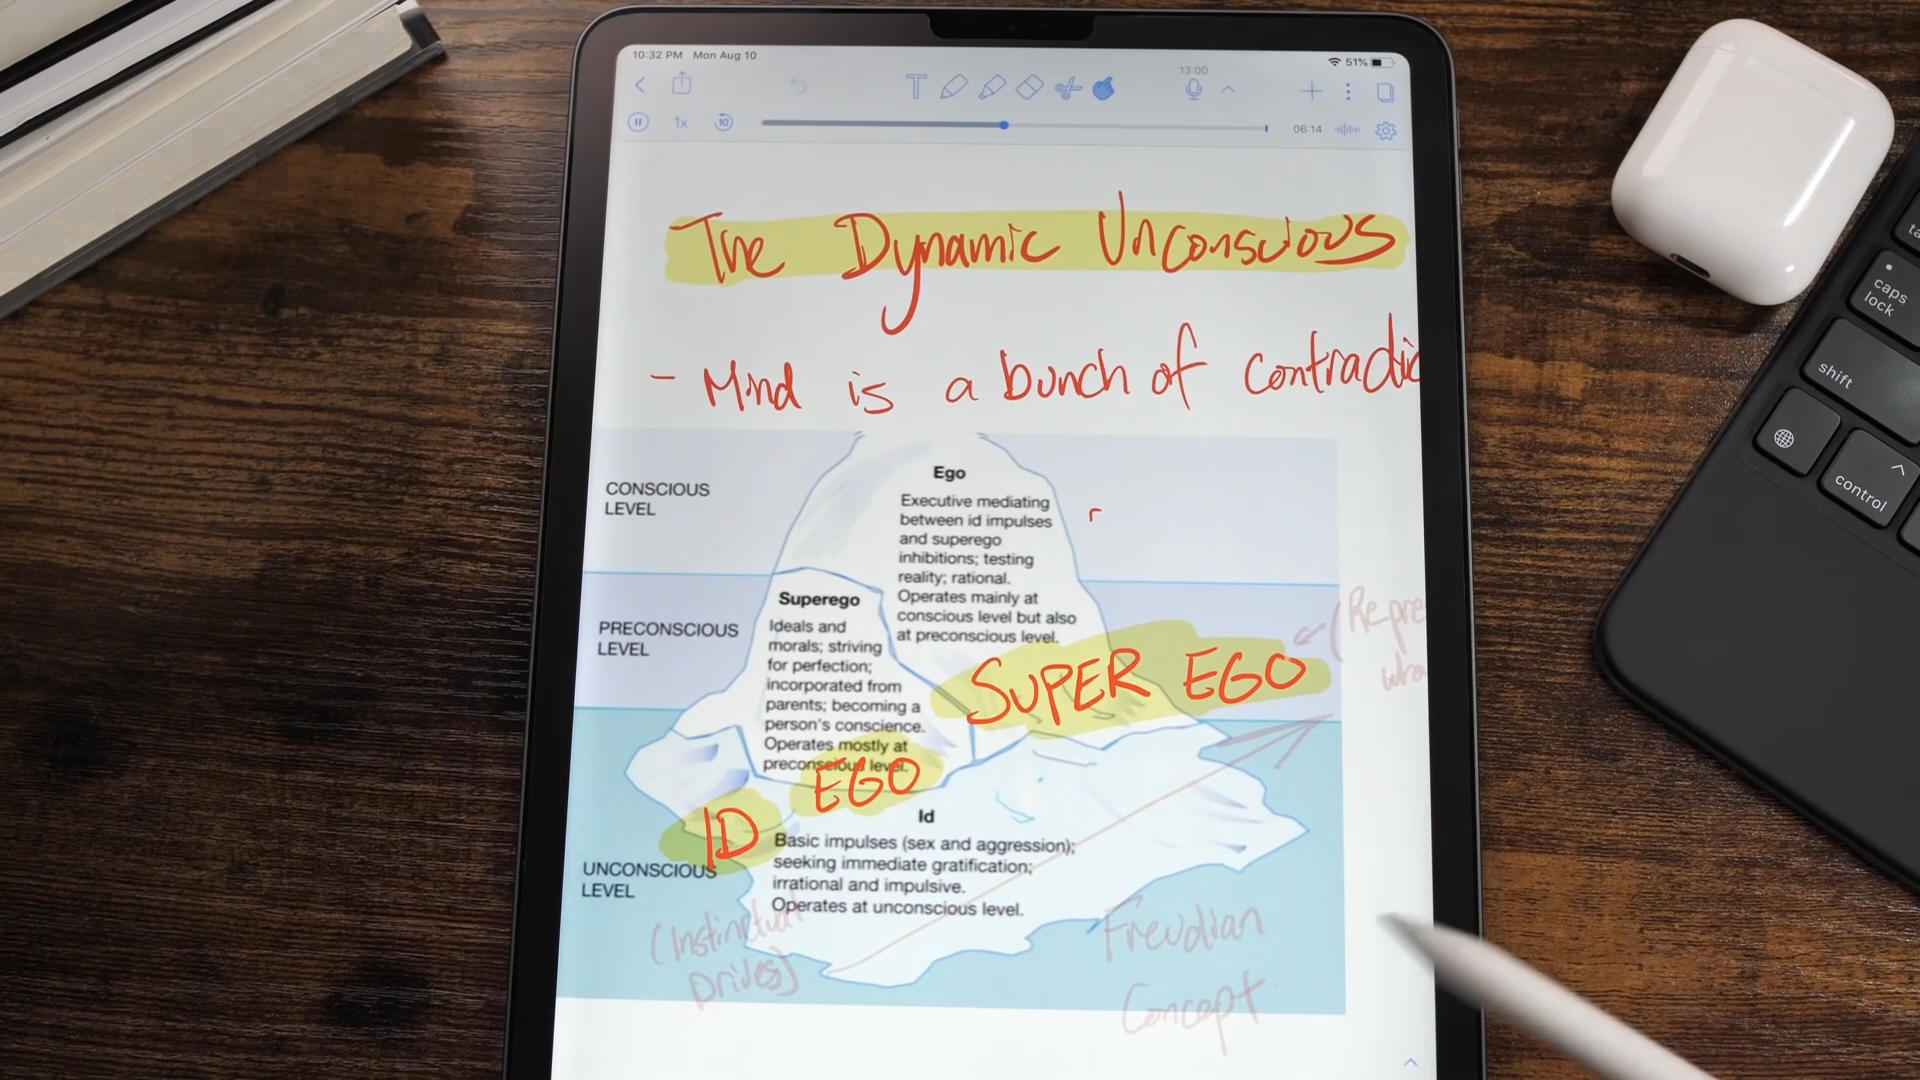 10:32 PM Mon Aug 10
51%
13:00
T
1x
10
06:14
The Dynamic Unconscious
- Mind is a bunch of contradic
CONSCIOUS
LEVEL
Ego
Executive mediating
between id impulses
and superego
inhibitions; testing
reality; rational.
Operates mainly at
conscious level but also
at preconscious level.
PRECONSCIOUS
LEVEL
Superego
Ideals and
morals; striving
for perfection;
incorporated from
parents; becoming a
person's conscience.
Operates mostly at
preconscious level.
(Repre
SUPER EGO
EGO
ID
UNCONSCIOUS
LEVEL
Id
Basic impulses (sex and aggression);
seeking immediate gratification;
irrational and impulsive.
Operates at unconscious level.
(Instinctual
Drives)
Freudian
Concept
ta
caps
lock
shift
control